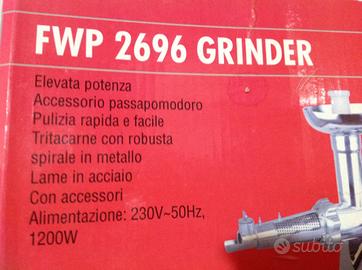 FWP 2696 GRINDER
Elevata potenza
Accessorio passapomodoro
Pulizia rapida e facile
Tritacarne con robusta
spirale in metallo
Lame in acciaio
Con accessori
Alimentazione: 230V~50Hz,
1200W
subito